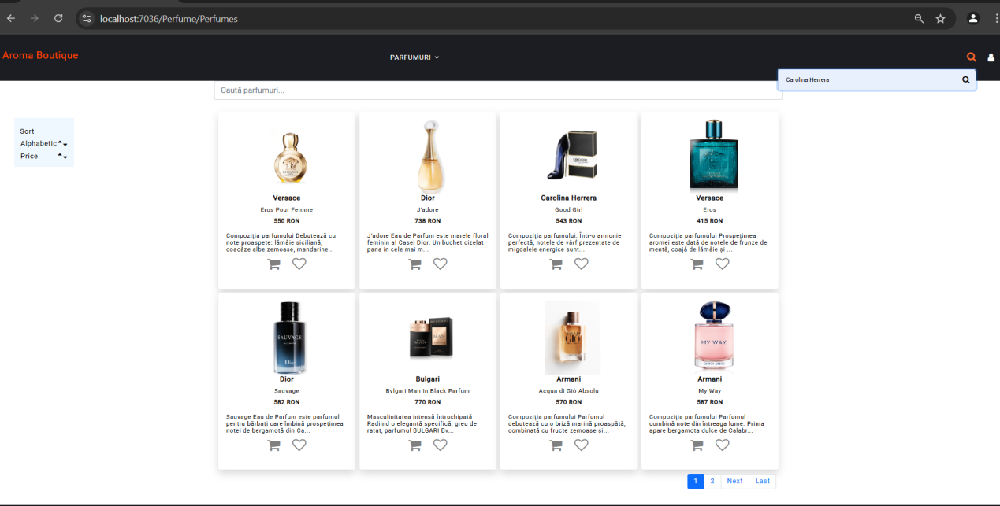 localhost:7036/Perfume/Perfumes
Aroma Boutique
PARFUMURI
Carolina Herrera
Caută parfumuri...
Sort
Alphabetic
Price
Versace
Eros Pour Femme
550 RON
Compoziția parfumului Debutează cu
note proaspete: lămâie siciliană,
coacăze albe zemoase, mandarine...
Dior
J'adore
738 RON
J'adore Eau de Parfum este marele floral
feminin al Casei Dior. Un buchet cizelat
pana in cele mai m...
Carolina Herrera
Good Girl
543 RON
Compoziția parfumului: Într-o armonie
perfectă, notele de vârf prezentate de
migdalele energice sunt...
Versace
Eros
415 RON
Compoziția parfumului Prospețimea
aromei este dată de notele de frunze de
mentă, coajă de lămâie și ...
SAUVAGE
Dior
Dior
Sauvage
582 RON
Sauvage Eau de Parfum este parfumul
pentru bărbați care îmbină prospețimea
notei de bergamotă din Ca...
Bulgari
Bvlgari Man In Black Parfum
770 RON
Masculinitatea intensă întruchipată
Radiind o eleganță specifică, greu de
ratat, parfumul BULGARI Bv...
GIÒ
Armani
Acqua di Giò Absolu
570 RON
Compoziția parfumului Parfumul
debutează cu o briză marină proaspătă,
combinată cu fructe zemoase și...
MY WAY
GIORGIO ARMANI
Armani
My Way
587 RON
Compoziția parfumului Parfumul
combină note din întreaga lume. Prima
apare bergamota dulce de Calabr...
1 2 Next Last